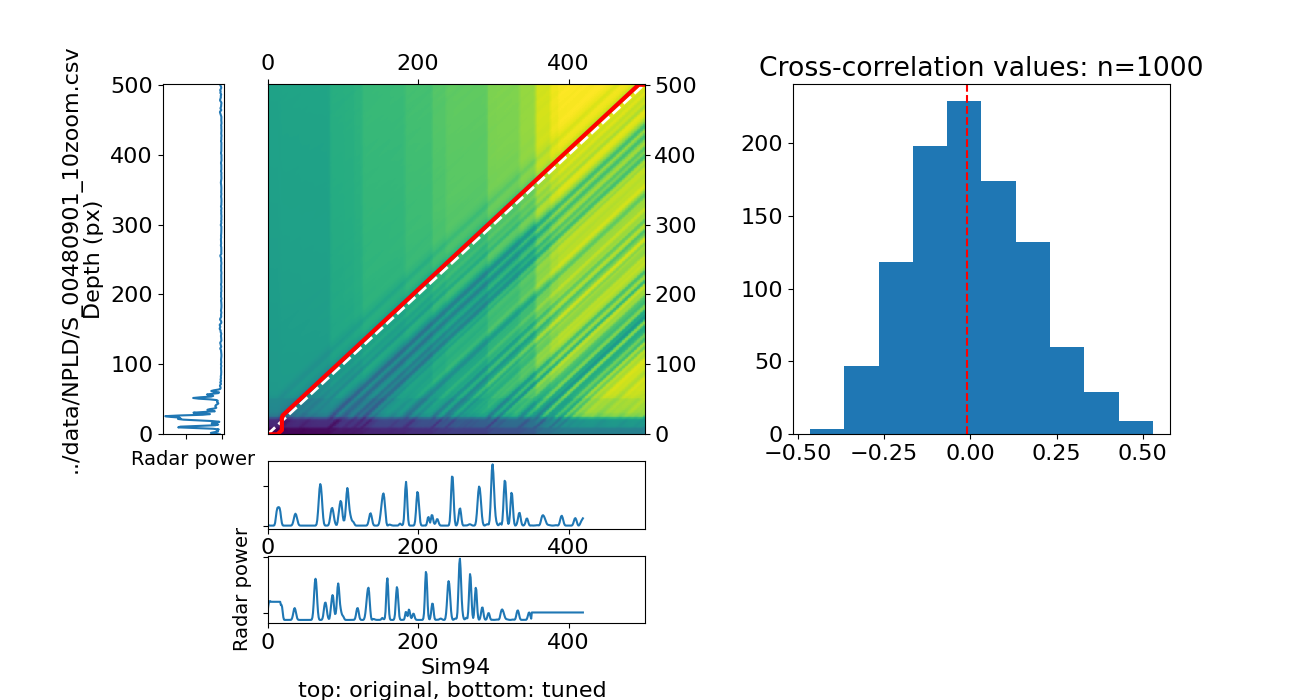 ../data/NPLD/S_00480901_10zoom.csv
Depth (px)
500
400
300
200
100
0
Radar power
0 200 400
500
400
300
200
100
0
0 200 400
Radar power
0 200 400
Sim94
top: original, bottom: tuned
Cross-correlation values: n=1000
200
150
100
50
0
−0.50 −0.25 0.00 0.25 0.50